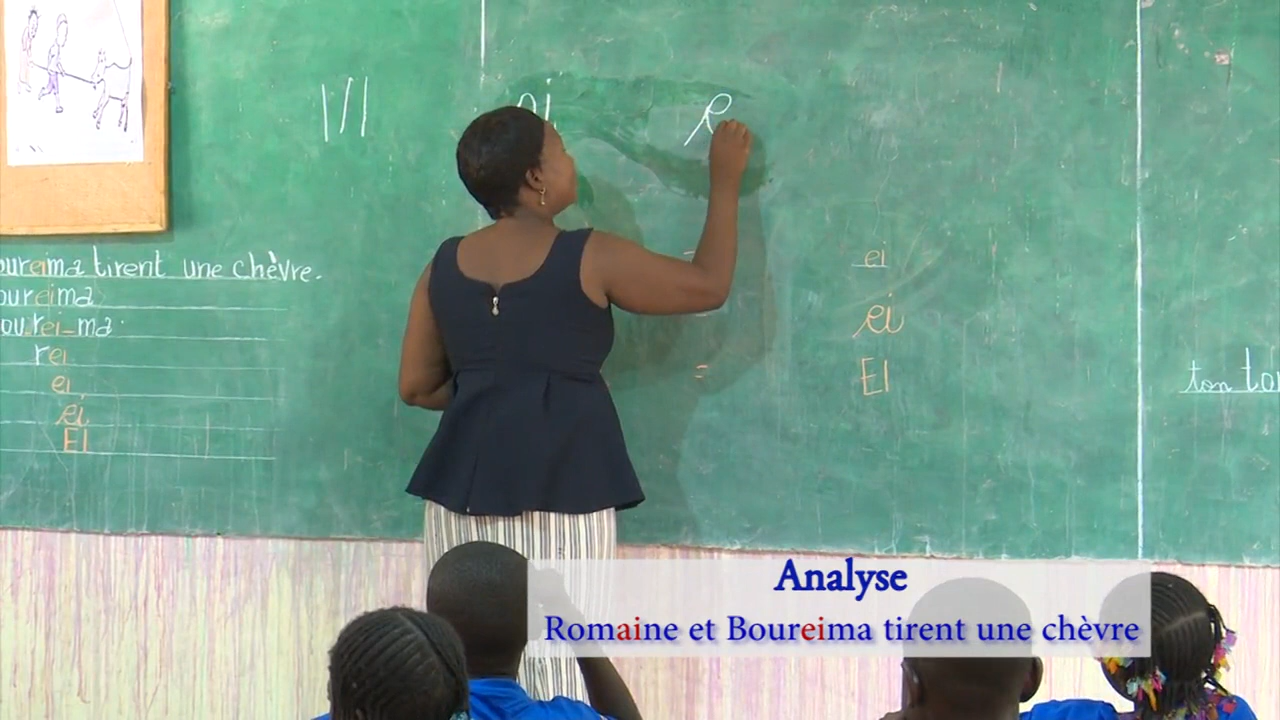 oureima tirent une chèvre.
oureima
ou-rei-ma
rei
ei
ei
EI
ei
ei
EI
ton
Analyse
Romaine et Boureima tirent une chèvre